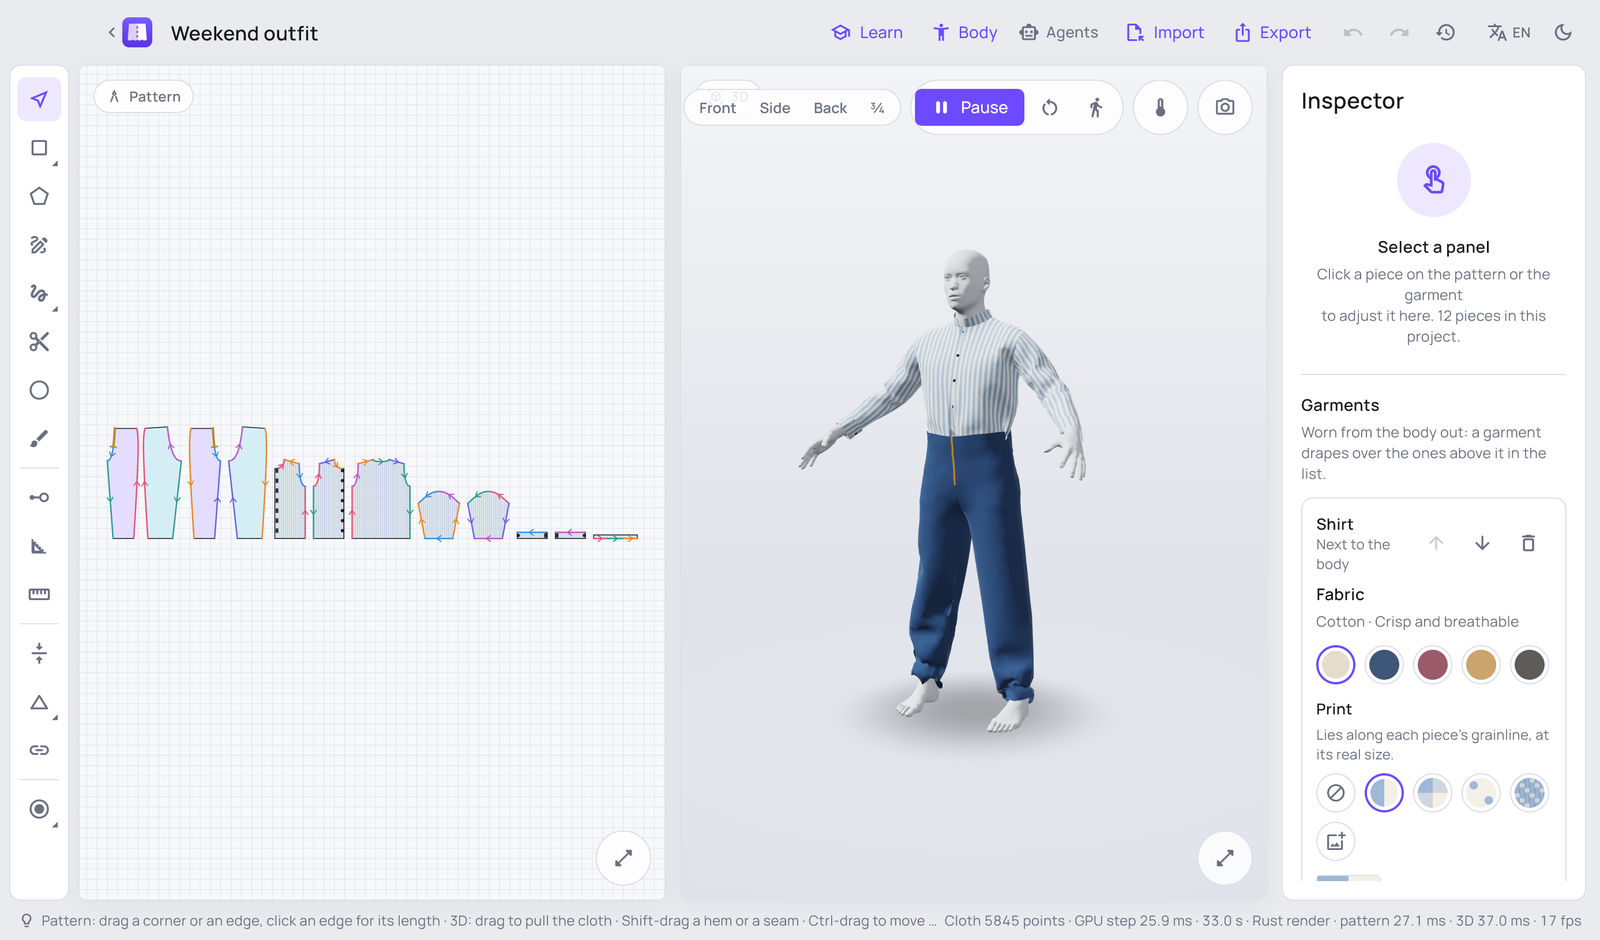 Weekend outfit
Learn
Body
Agents
Import
Export
EN
Pattern
3D
Front
Side
Back
¾
Pause
Inspector
Select a panel
Click a piece on the pattern or the
garment
to adjust it here. 12 pieces in this
project.
Garments
Worn from the body out: a garment
drapes over the ones above it in the
list.
Shirt
Next to the
body
Fabric
Cotton · Crisp and breathable
Print
Lies along each piece's grainline, at
its real size.
Pattern: drag a corner or an edge, click an edge for its length · 3D: drag to pull the cloth · Shift-drag a hem or a seam · Ctrl-drag to move … Cloth 5845 points · GPU step 25.9 ms · 33.0 s · Rust render · pattern 27.1 ms · 3D 37.0 ms · 17 fps